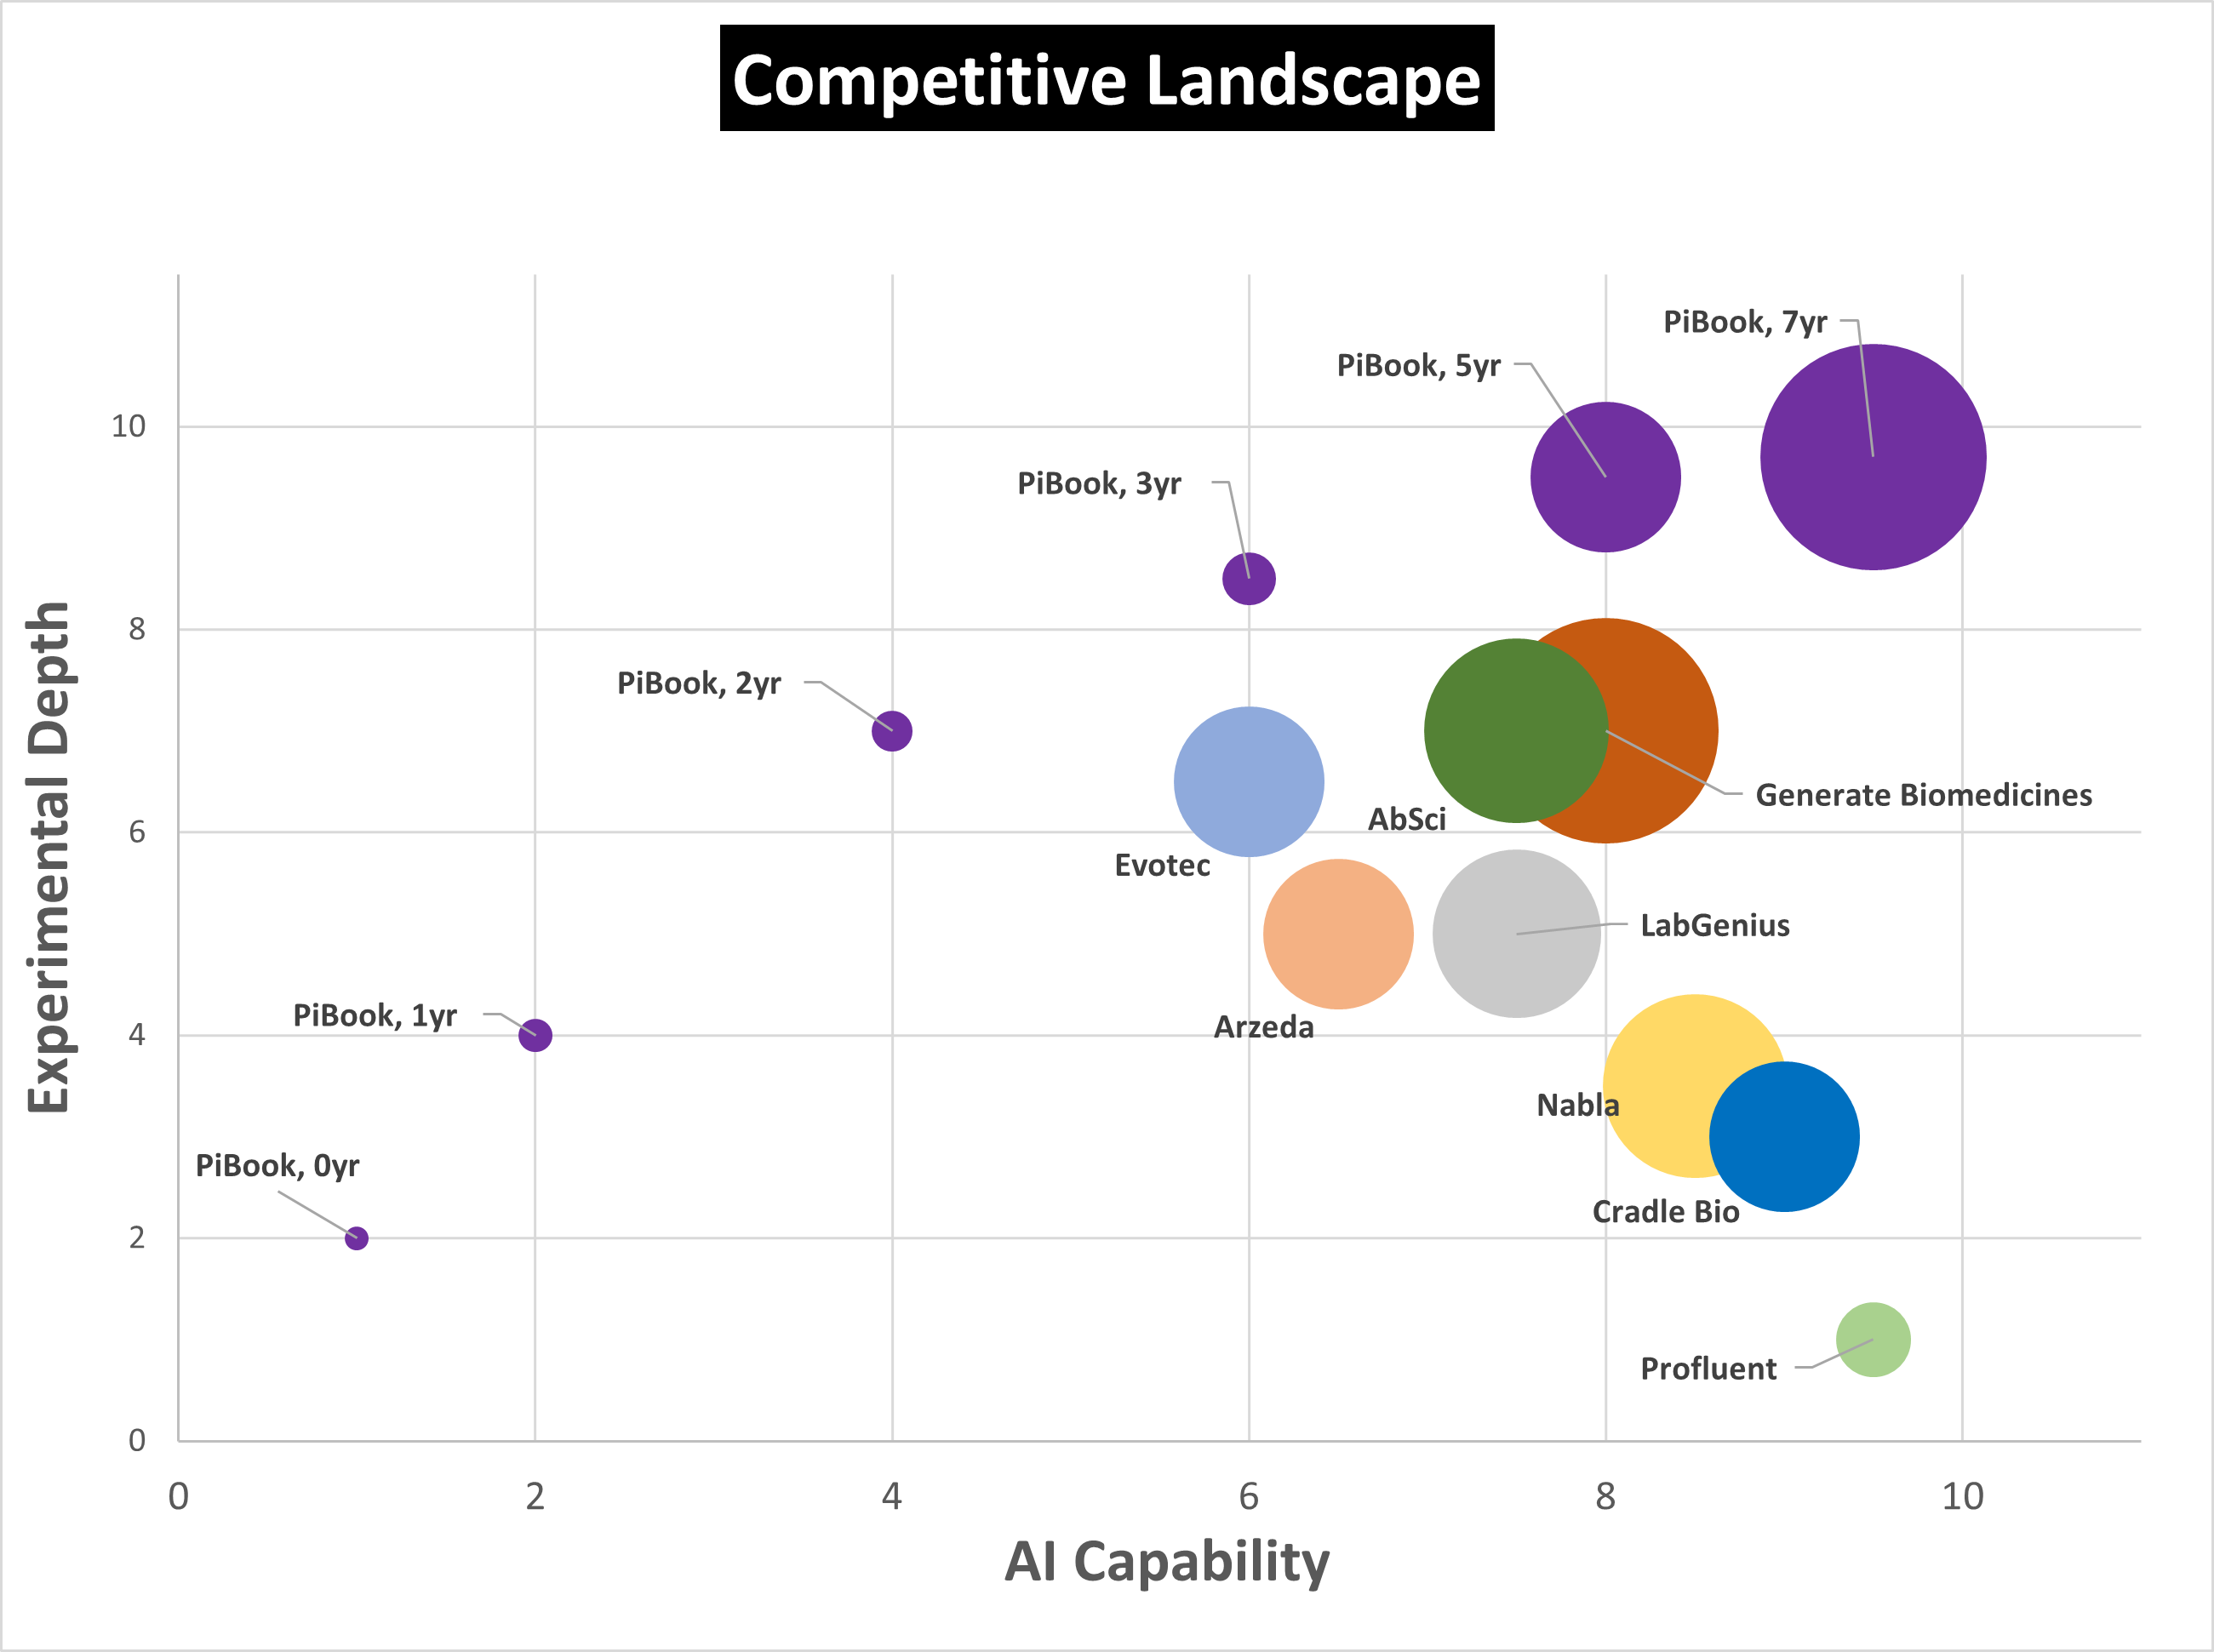 Competitive Landscape
PiBook, 7yr
PiBook, 5yr
PiBook, 3yr
PiBook, 2yr
Generate Biomedicines
AbSci
Evotec
LabGenius
Arzeda
PiBook, 1yr
Nabla
PiBook, 0yr
Cradle Bio
Profluent
Experimental Depth
10
8
6
4
2
0
0 2 4 6 8 10
AI Capability